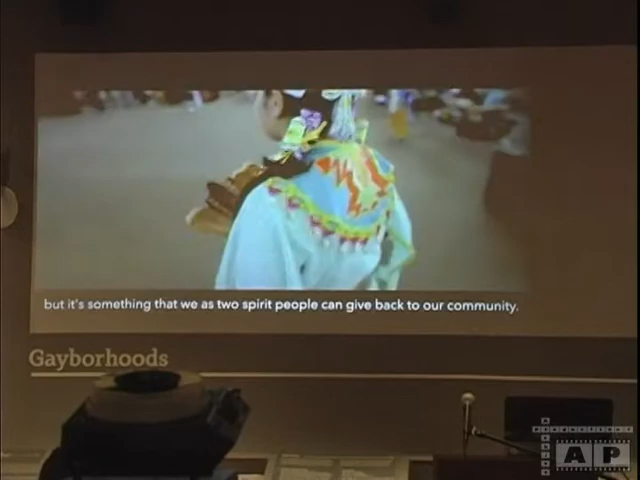 but it's something that we as two spirit people can give back to our community.
Gayborhoods
AP